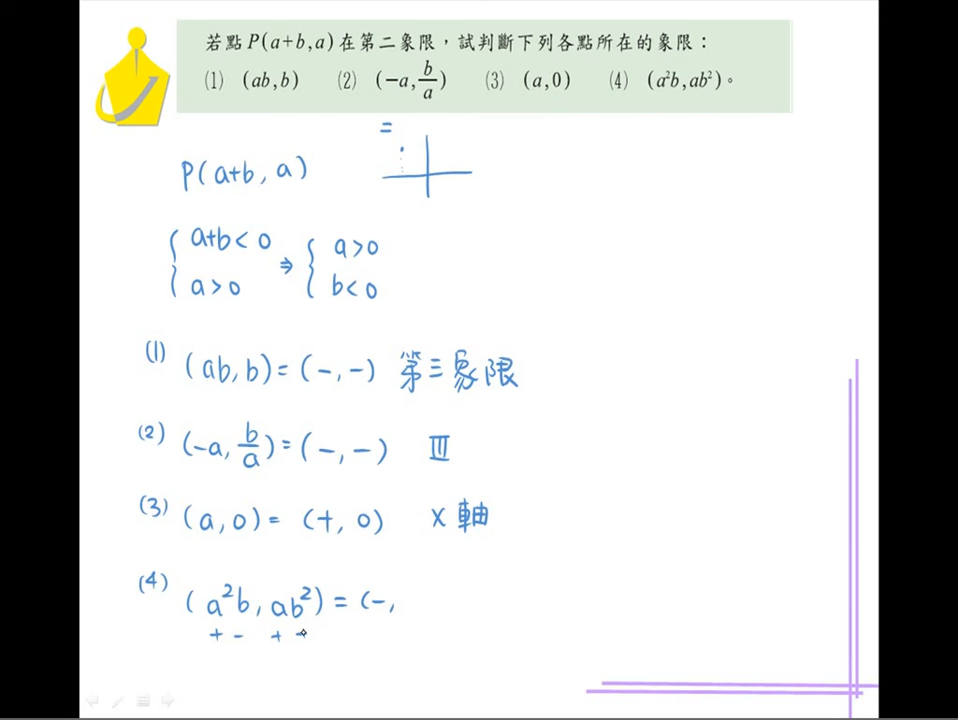 若點 P(a+b,a) 在第二象限，試判斷下列各點所在的象限：
(1) (ab,b) (2) (−a,b/a) (3) (a,0) (4) (a²b,ab²)。
=
P(a+b, a)
{ a+b<0 ⇒ { a>0
a>0 b<0
(1) (ab,b)=(−,−) 第三象限
(2) (−a, b/a)=(−,−) III
(3) (a,0)= (+, 0) x軸
(4) (a²b, ab²) = (−,
+ − +